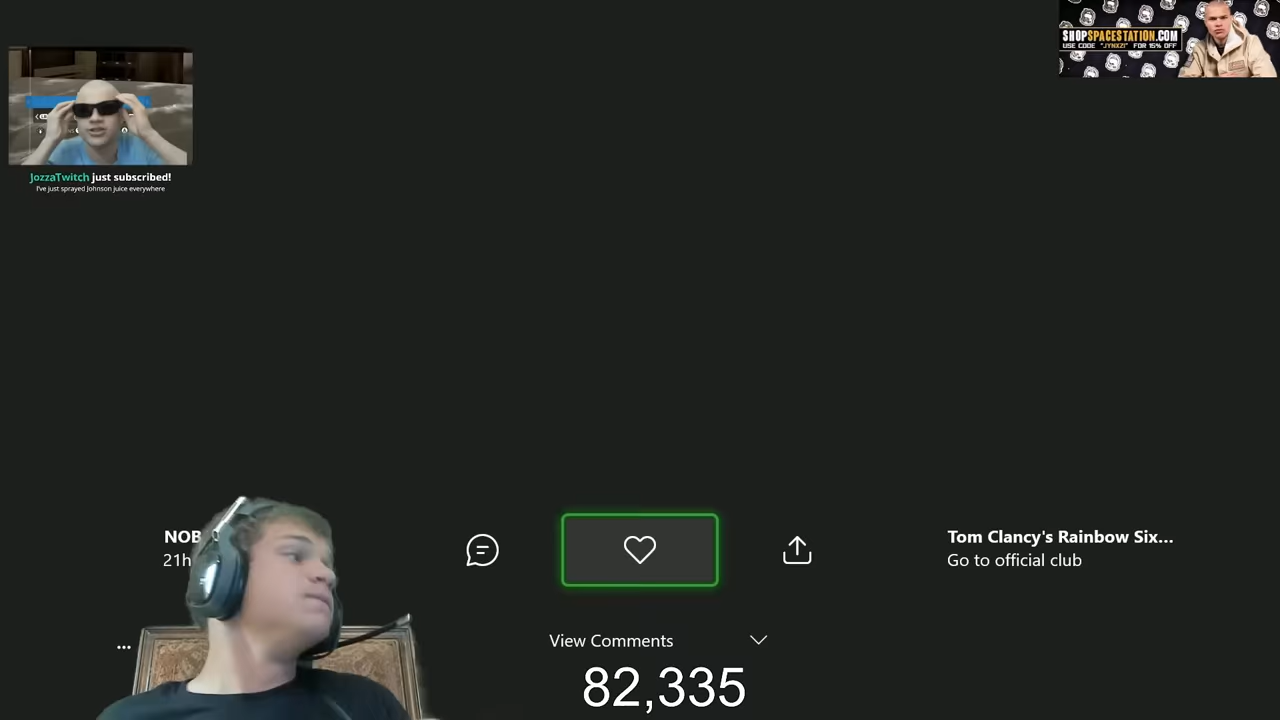 SHOPSPACESTATION.COM
USE CODE "JYNXZI" FOR 15% OFF
JozzaTwitch just subscribed!
I've just sprayed Johnson juice everywhere
NOB
21h
Tom Clancy's Rainbow Six...
Go to official club
...
View Comments
82,335